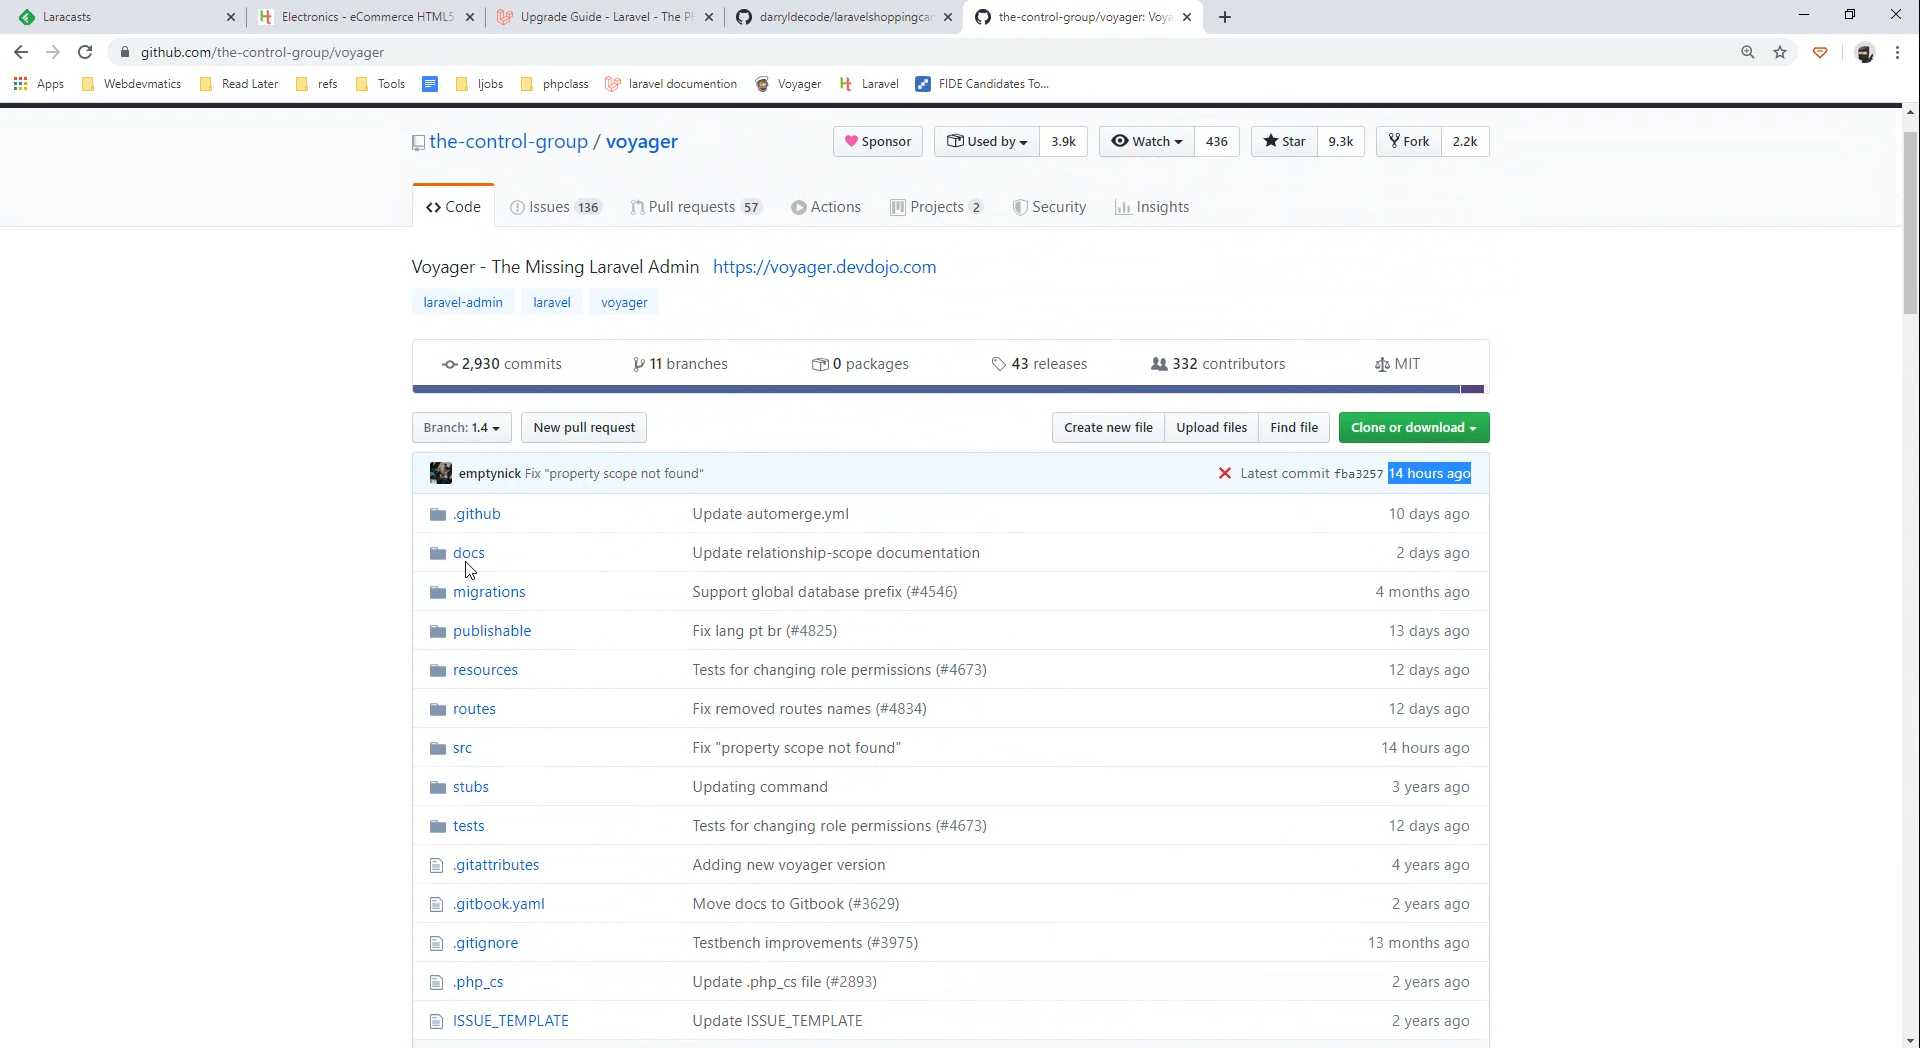 Laracasts
Electronics - eCommerce HTML5
Upgrade Guide - Laravel - The P
darryldecode/laravelshoppingcar
the-control-group/voyager: Voya
github.com/the-control-group/voyager
Apps
Webdevmatics
Read Later
refs
Tools
ljobs
phpclass
laravel documention
Voyager
Laravel
FIDE Candidates To...
the-control-group / voyager
Sponsor
Used by
3.9k
Watch
436
Star
9.3k
Fork
2.2k
Code
Issues 136
Pull requests 57
Actions
Projects 2
Security
Insights
Voyager - The Missing Laravel Admin https://voyager.devdojo.com
laravel-admin
laravel
voyager
2,930 commits
11 branches
0 packages
43 releases
332 contributors
MIT
Branch: 1.4
New pull request
Create new file
Upload files
Find file
Clone or download
emptynick Fix "property scope not found"
Latest commit fba3257 14 hours ago
.github Update automerge.yml 10 days ago
docs Update relationship-scope documentation 2 days ago
migrations Support global database prefix (#4546) 4 months ago
publishable Fix lang pt br (#4825) 13 days ago
resources Tests for changing role permissions (#4673) 12 days ago
routes Fix removed routes names (#4834) 12 days ago
src Fix "property scope not found" 14 hours ago
stubs Updating command 3 years ago
tests Tests for changing role permissions (#4673) 12 days ago
.gitattributes Adding new voyager version 4 years ago
.gitbook.yaml Move docs to Gitbook (#3629) 2 years ago
.gitignore Testbench improvements (#3975) 13 months ago
.php_cs Update .php_cs file (#2893) 2 years ago
ISSUE_TEMPLATE Update ISSUE_TEMPLATE 2 years ago